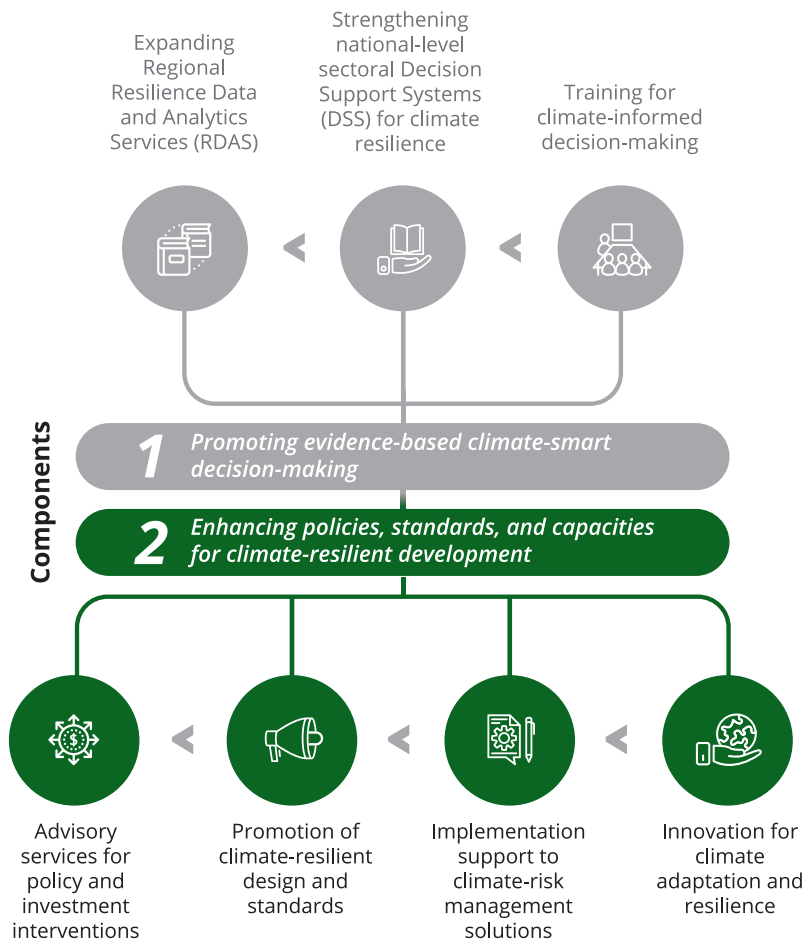 Expanding
Regional
Resilience Data
and Analytics
Services (RDAS)
Strengthening
national-level
sectoral Decision
Support Systems
(DSS) for climate
resilience
Training for
climate-informed
decision-making
Components
1 Promoting evidence-based climate-smart
decision-making
2 Enhancing policies, standards, and capacities
for climate-resilient development
$
Advisory
services for
policy and
investment
interventions
Promotion of
climate-resilient
design and
standards
Implementation
support to
climate-risk
management
solutions
Innovation for
climate
adaptation and
resilience